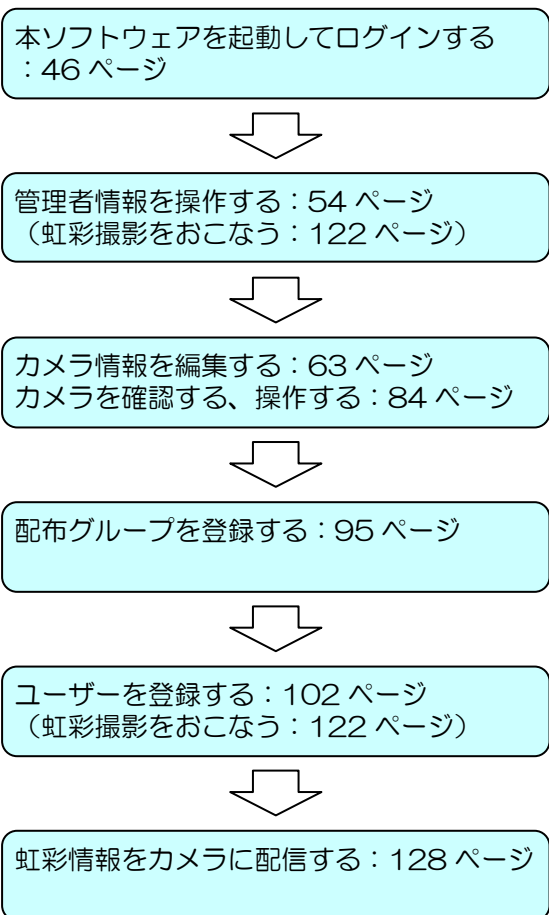 本ソフトウェアを起動してログインする
：46 ページ
管理者情報を操作する：54 ページ
（虹彩撮影をおこなう：122 ページ）
カメラ情報を編集する：63 ページ
カメラを確認する、操作する：84 ページ
配布グループを登録する：95 ページ
ユーザーを登録する：102 ページ
（虹彩撮影をおこなう：122 ページ）
虹彩情報をカメラに配信する：128 ページ